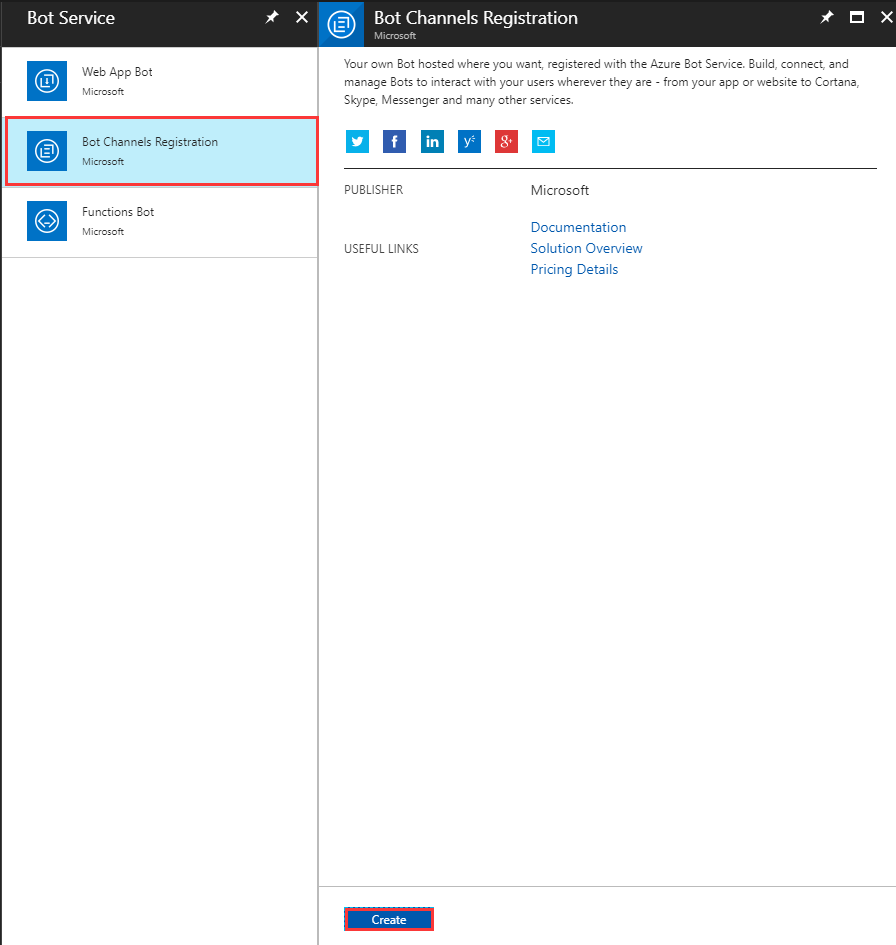 Bot Service
Web App Bot
Microsoft
Bot Channels Registration
Microsoft
Functions Bot
Microsoft
Bot Channels Registration
Microsoft
Your own Bot hosted where you want, registered with the Azure Bot Service. Build, connect, and
manage Bots to interact with your users wherever they are - from your app or website to Cortana,
Skype, Messenger and many other services.
PUBLISHER
Microsoft
USEFUL LINKS
Documentation
Solution Overview
Pricing Details
Create